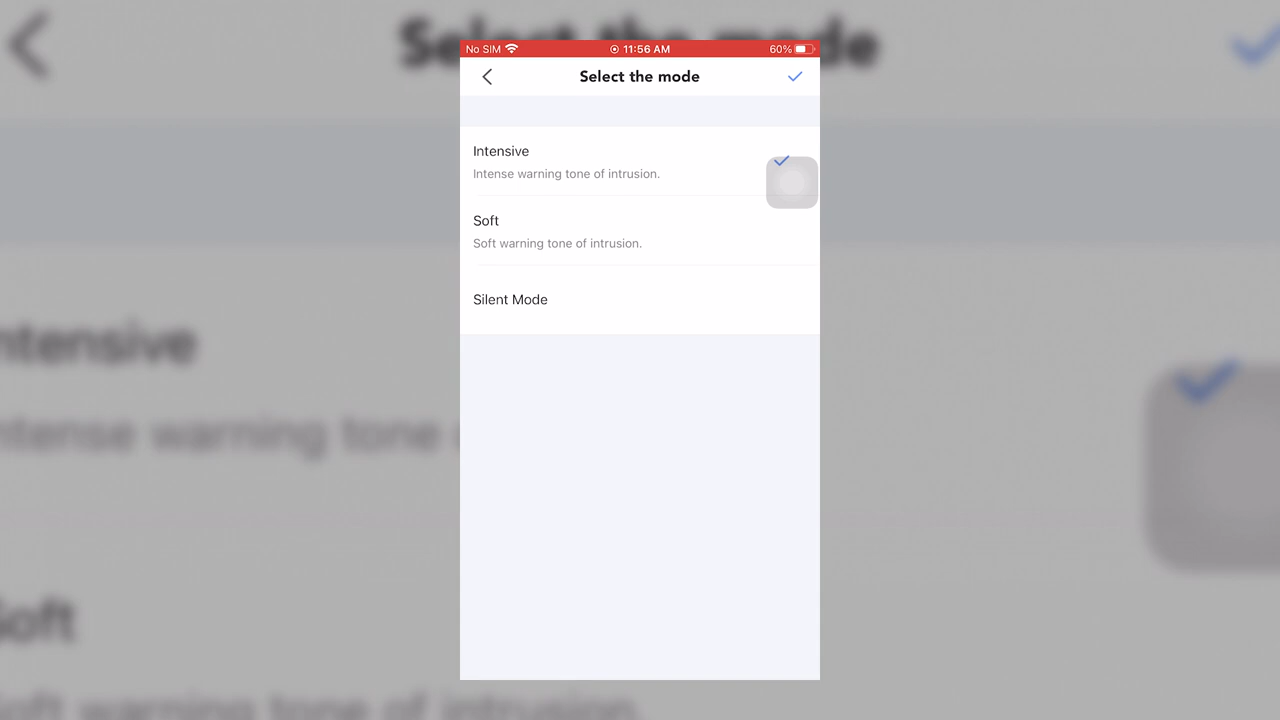 No SIM 11:56 AM 60%
Select the mode
Intensive
Intense warning tone of intrusion.
Soft
Soft warning tone of intrusion.
Silent Mode